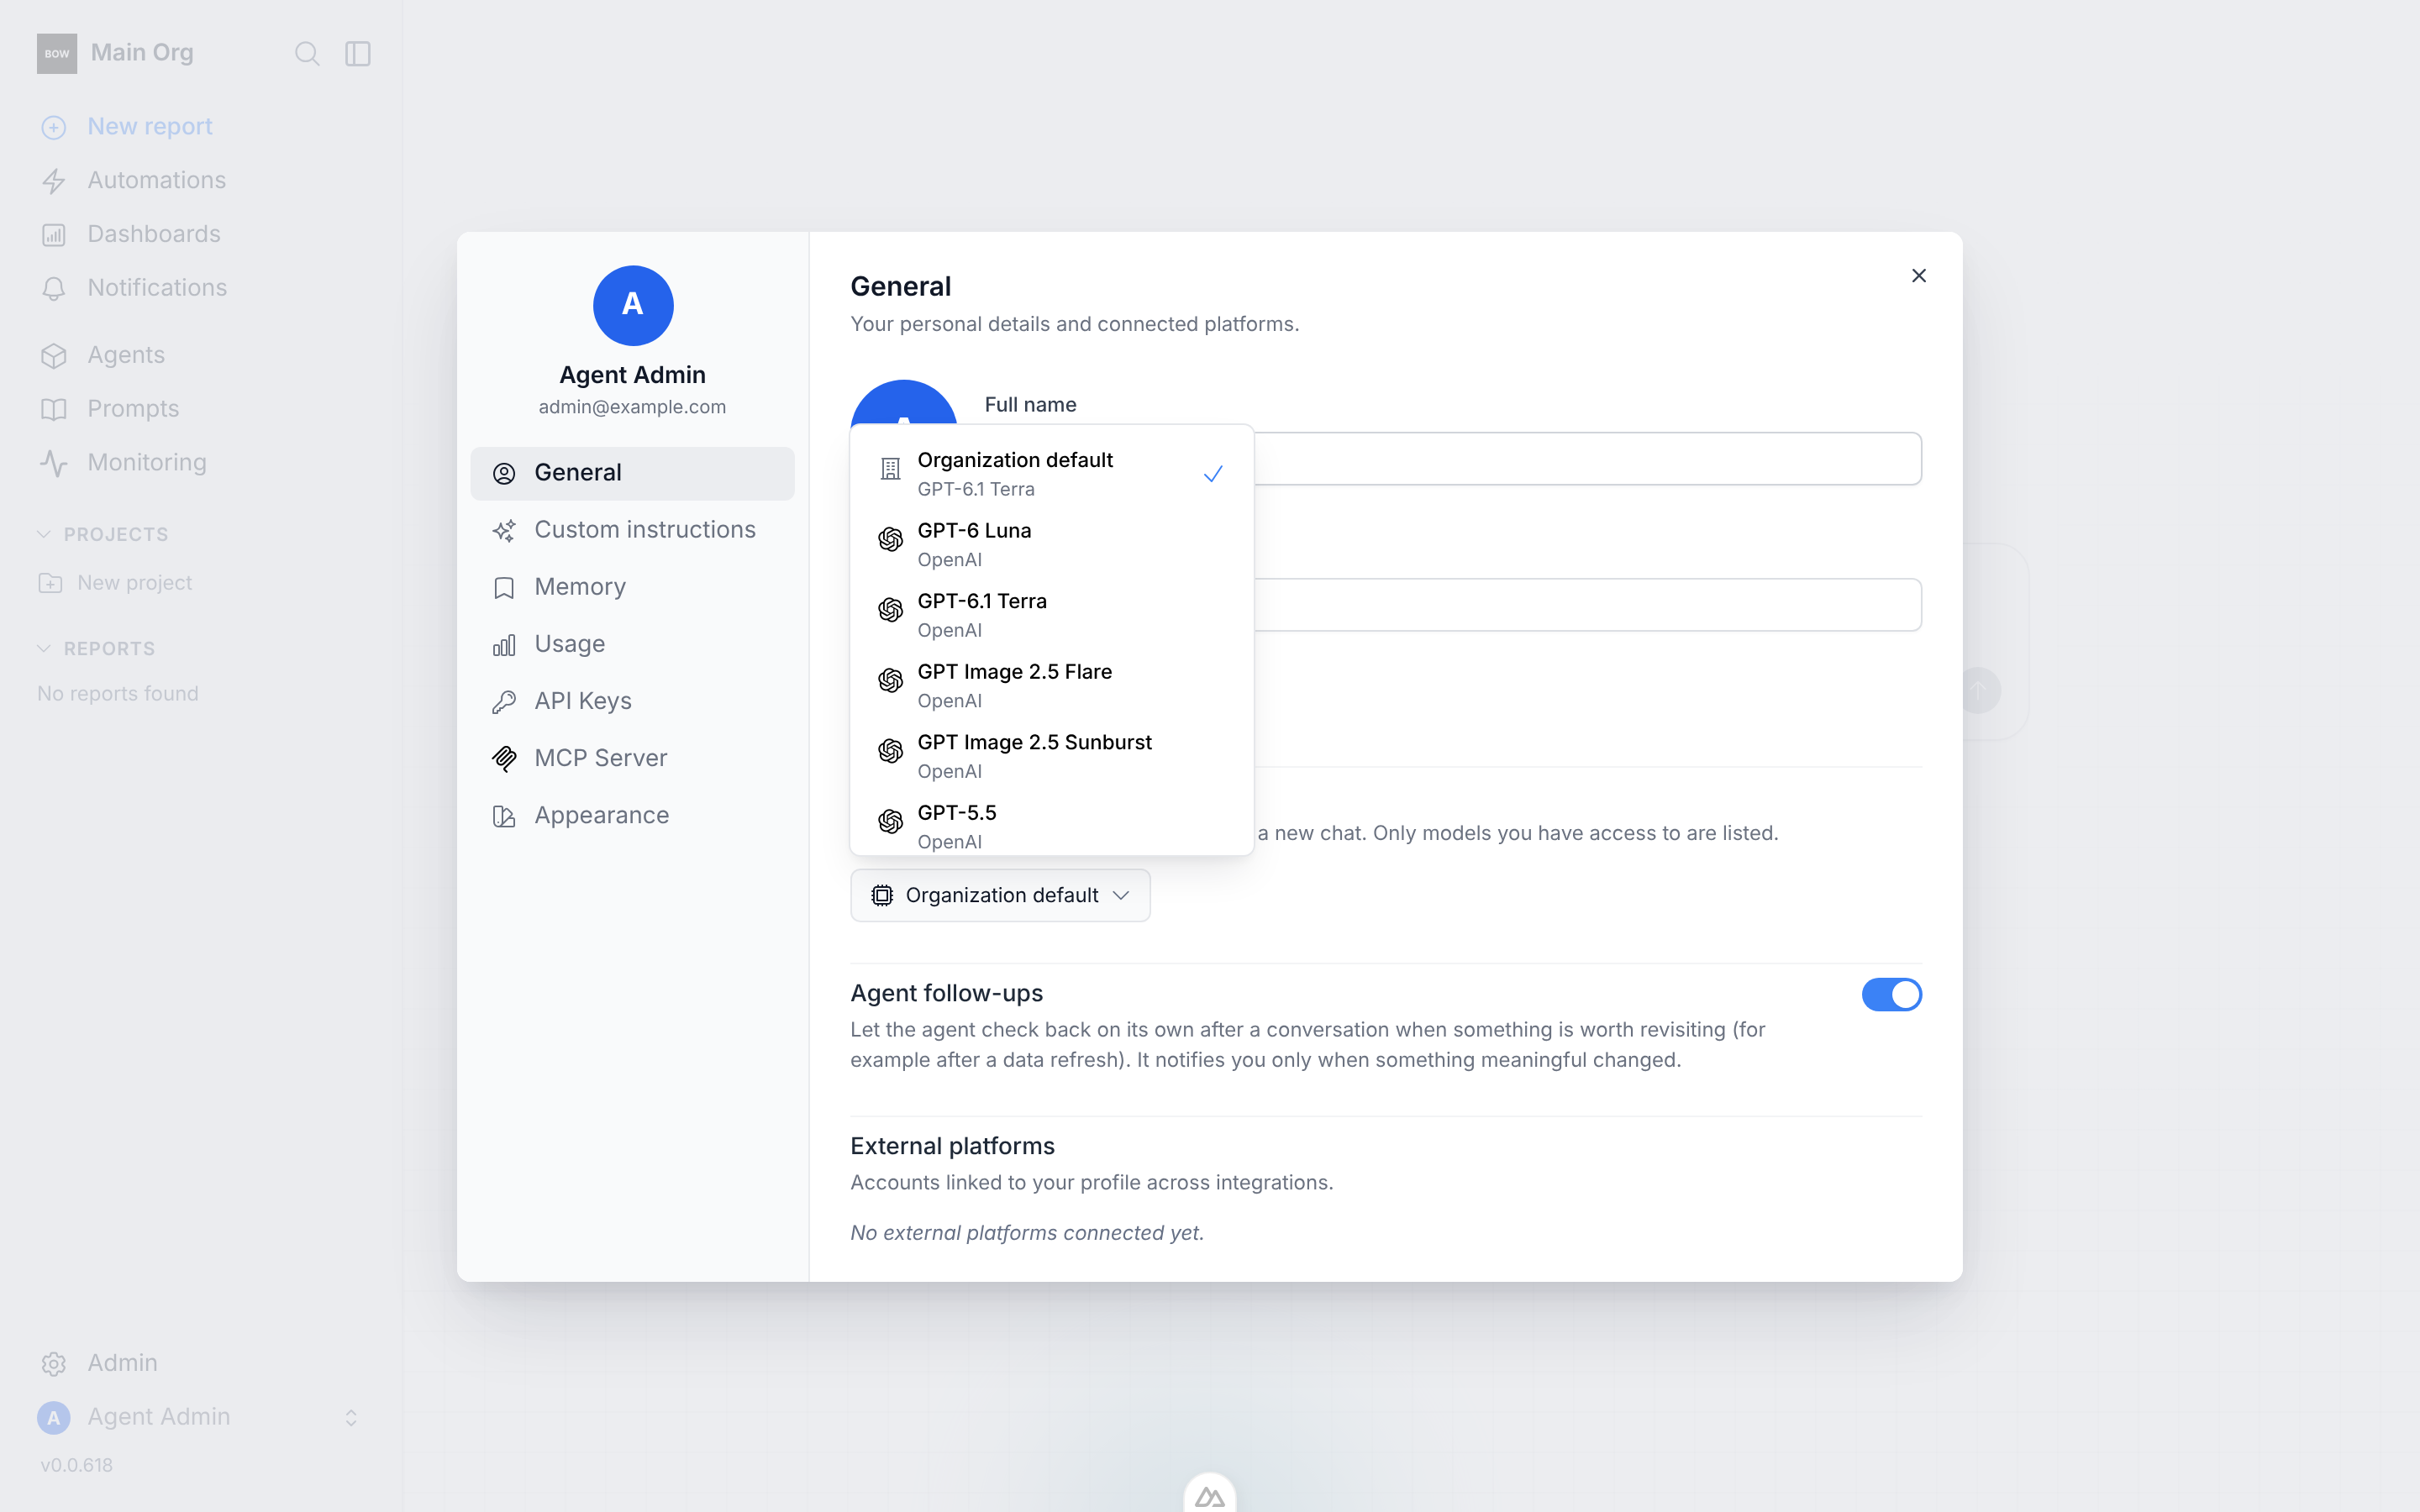 BOW
Main Org
New report
Automations
Dashboards
Notifications
Agents
Prompts
Monitoring
PROJECTS
New project
REPORTS
No reports found
Admin
A
Agent Admin
v0.0.618
A
Agent Admin
admin@example.com
General
Custom instructions
Memory
Usage
API Keys
MCP Server
Appearance
General
Your personal details and connected platforms.
Full name
Organization default
GPT-6.1 Terra
GPT-6 Luna
OpenAI
GPT-6.1 Terra
OpenAI
GPT Image 2.5 Flare
OpenAI
GPT Image 2.5 Sunburst
OpenAI
GPT-5.5
OpenAI
a new chat. Only models you have access to are listed.
Organization default
Agent follow-ups
Let the agent check back on its own after a conversation when something is worth revisiting (for
example after a data refresh). It notifies you only when something meaningful changed.
External platforms
Accounts linked to your profile across integrations.
No external platforms connected yet.